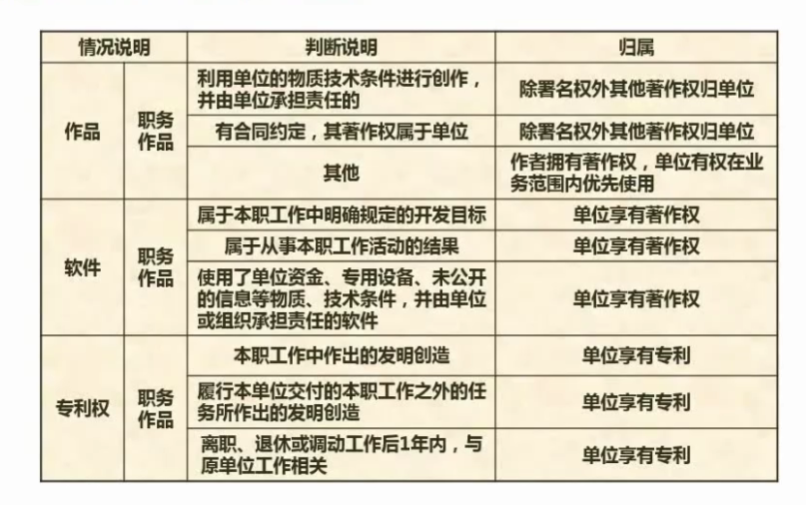 情况说明 判断说明 归属
利用单位的物质技术条件进行创作，
并由单位承担责任的
除署名权外其他著作权归单位
作品
职务
作品
有合同约定，其著作权属于单位
除署名权外其他著作权归单位
其他
作者拥有著作权，单位有权在业
务范围内优先使用
属于本职工作中明确规定的开发目标
单位享有著作权
软件
职务
作品
属于从事本职工作活动的结果
单位享有著作权
使用了单位资金、专用设备、未公开
的信息等物质、技术条件，并由单位
或组织承担责任的软件
单位享有著作权
本职工作中作出的发明创造
单位享有专利
专利权
职务
作品
履行本单位交付的本职工作之外的任
务所作出的发明创造
单位享有专利
离职、退休或调动工作后1年内，与
原单位工作相关
单位享有专利